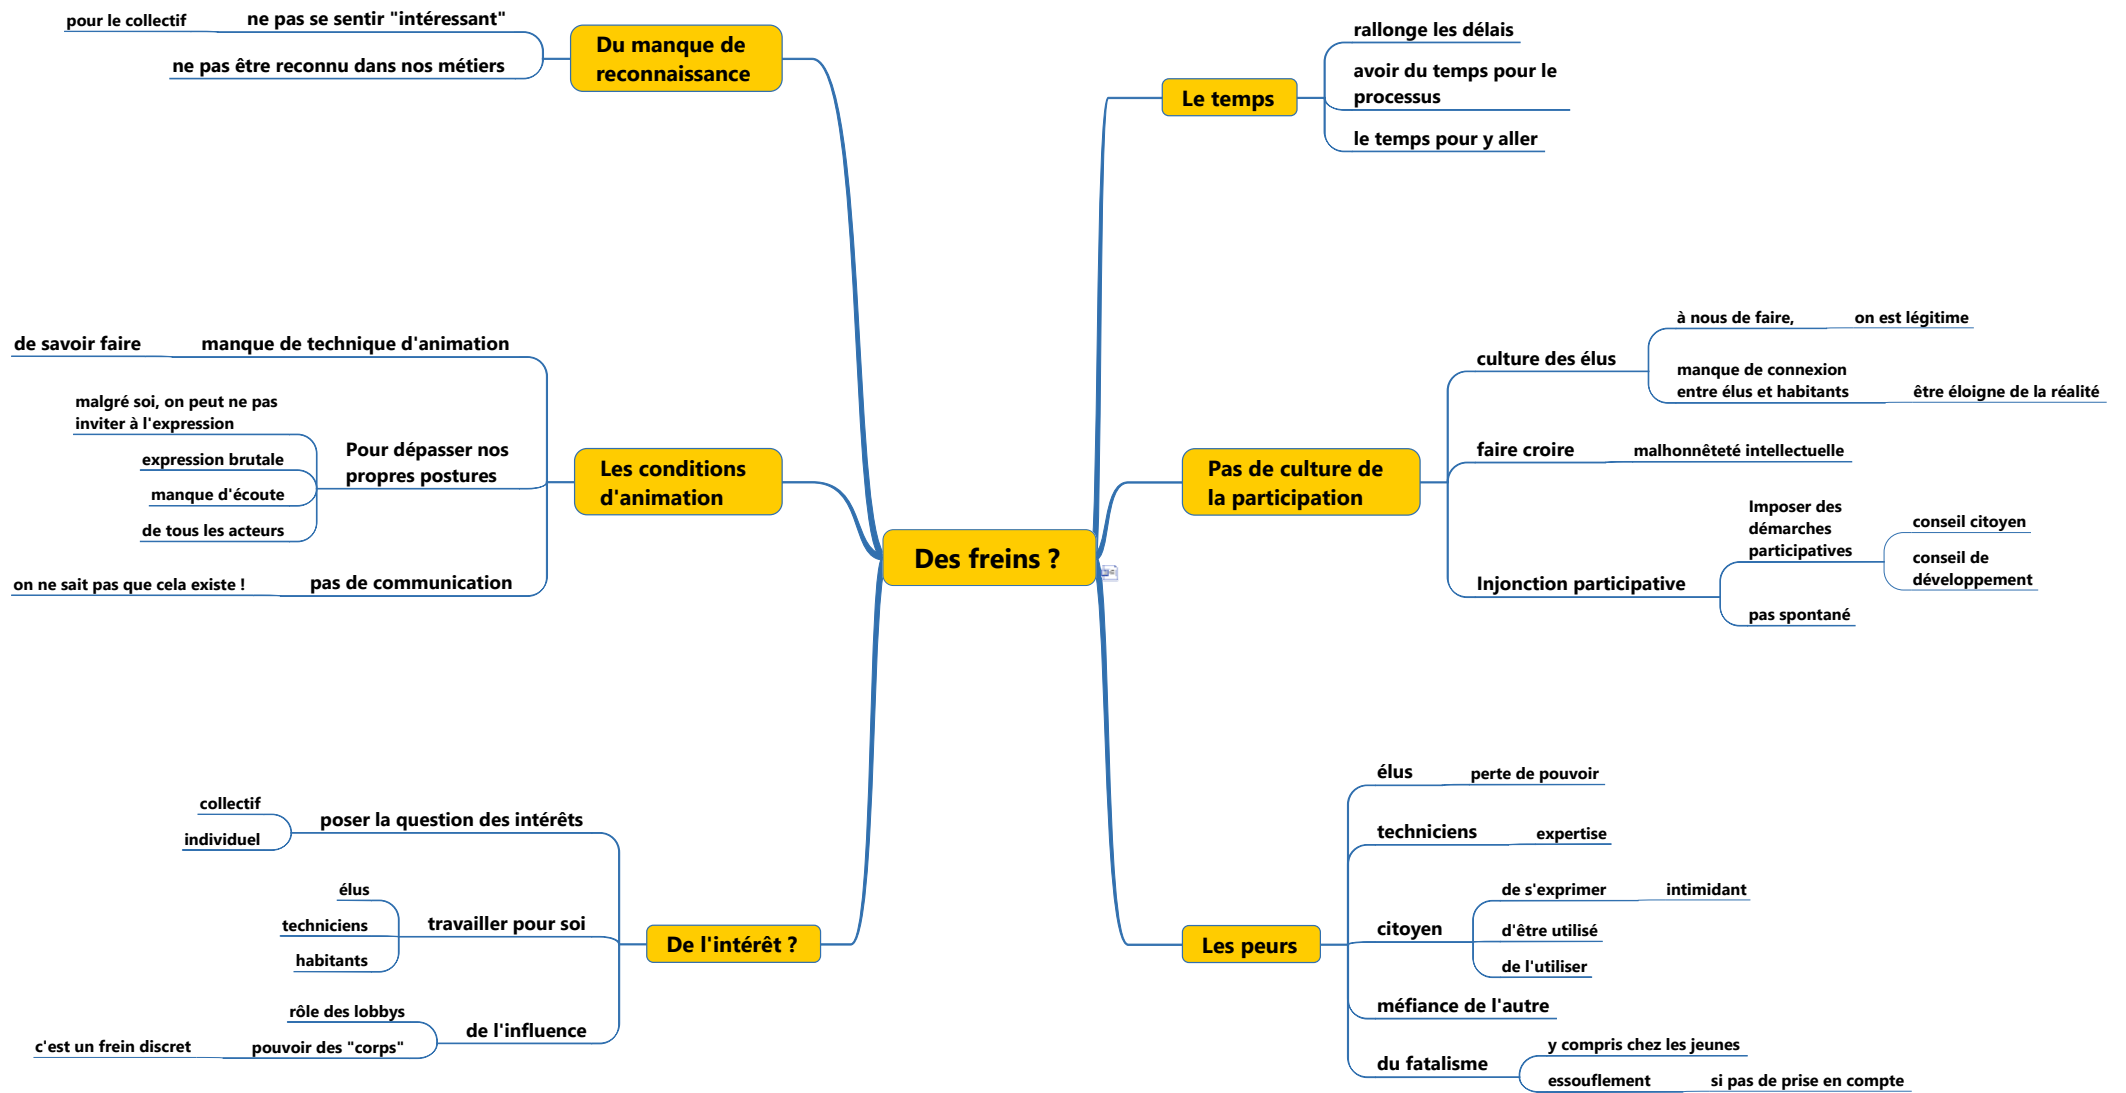 Des freins ?
Du manque de
reconnaissance
ne pas se sentir "intéressant"
pour le collectif
ne pas être reconnu dans nos métiers
Les conditions
d'animation
manque de technique d'animation
de savoir faire
Pour dépasser nos
propres postures
malgré soi, on peut ne pas
inviter à l'expression
expression brutale
manque d'écoute
de tous les acteurs
pas de communication
on ne sait pas que cela existe !
De l'intérêt ?
poser la question des intérêts
collectif
individuel
travailler pour soi
élus
techniciens
habitants
de l'influence
rôle des lobbys
pouvoir des "corps"
c'est un frein discret
Le temps
rallonge les délais
avoir du temps pour le
processus
le temps pour y aller
Pas de culture de
la participation
culture des élus
à nous de faire,
on est légitime
manque de connexion
entre élus et habitants
être éloigne de la réalité
faire croire
malhonnêteté intellectuelle
Injonction participative
Imposer des
démarches
participatives
conseil citoyen
conseil de
développement
pas spontané
Les peurs
élus
perte de pouvoir
techniciens
expertise
citoyen
de s'exprimer
intimidant
d'être utilisé
de l'utiliser
méfiance de l'autre
du fatalisme
y compris chez les jeunes
essouflement
si pas de prise en compte